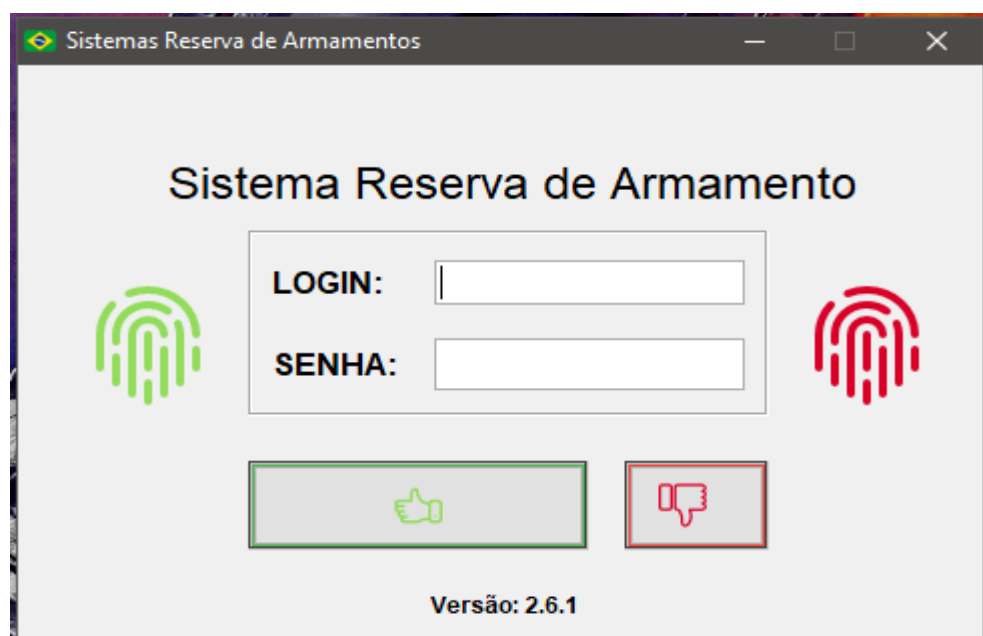 Sistemas Reserva de Armamentos
Sistema Reserva de Armamento
LOGIN:
SENHA:
Versão: 2.6.1